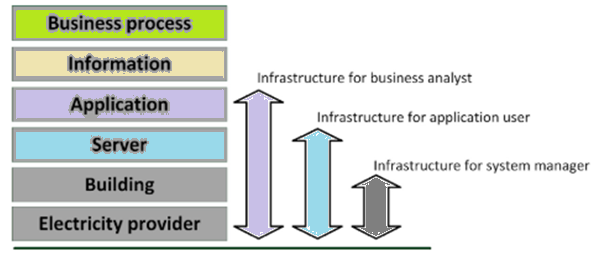 Business process
Information
Infrastructure for business analyst
Application
Infrastructure for application user
Server
Infrastructure for system manager
Building
Electricity provider